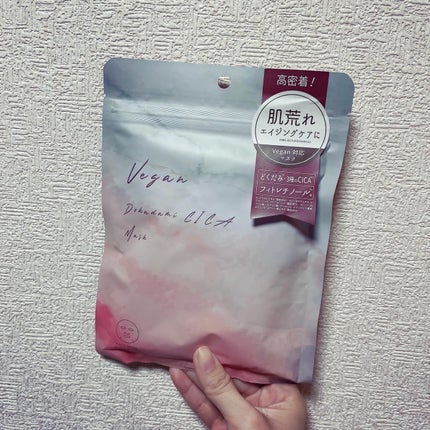 高密着!
肌荒れ
エイジングケアに
Vegan 対応
マスク
どくだみ・3種のCICA
フィトレチノール
Vegan
Dokudami CICA
Mask